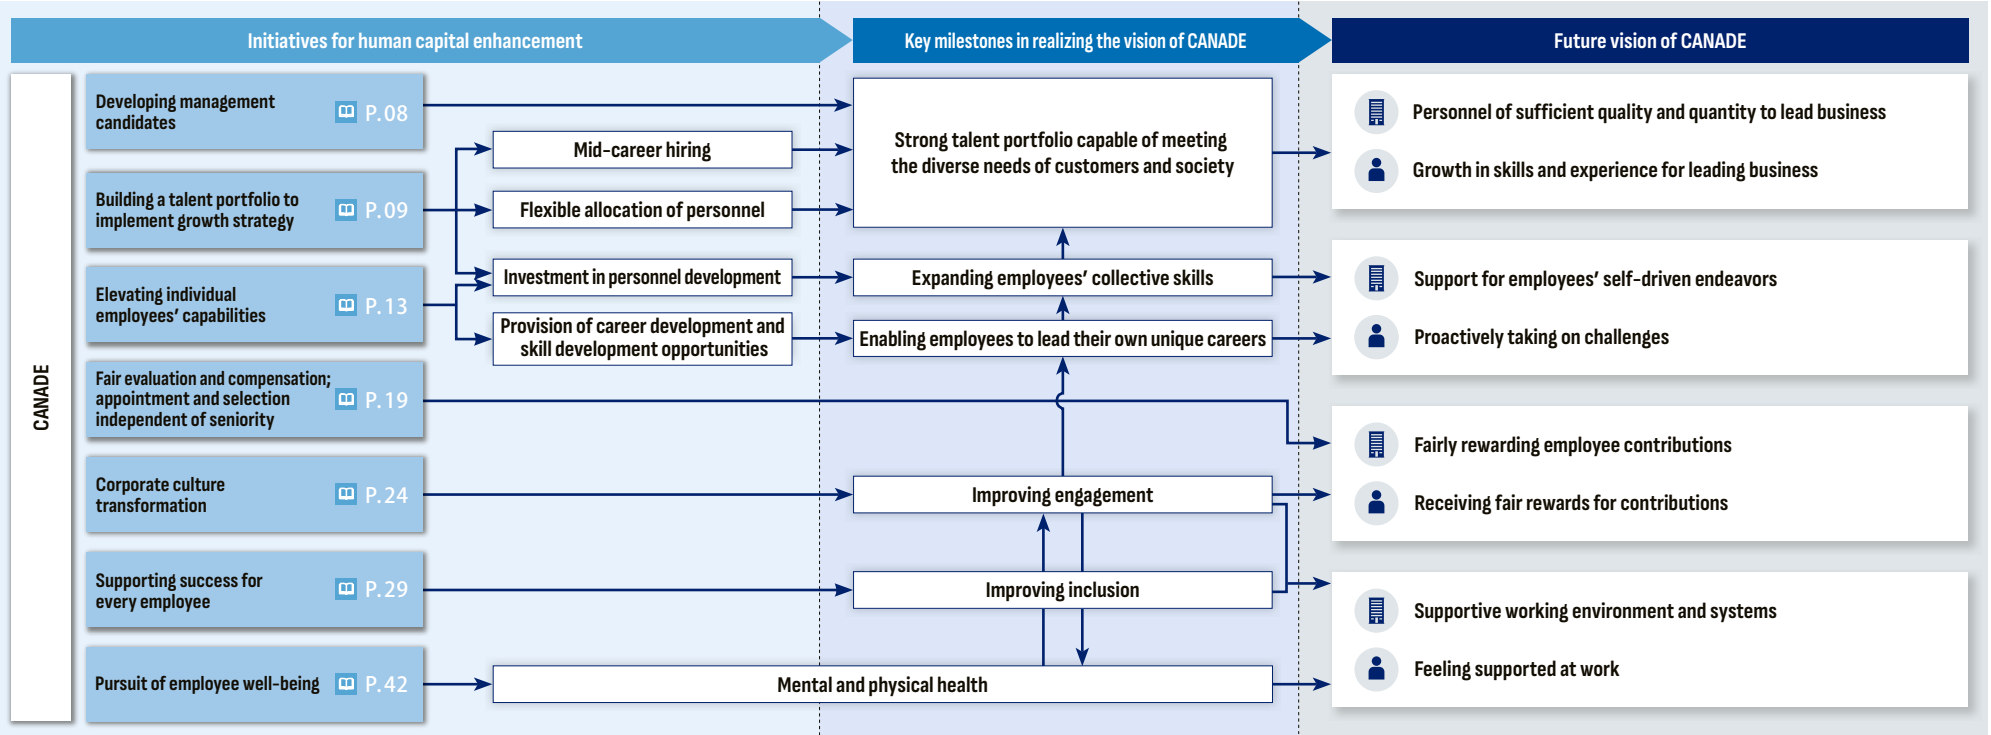 Initiatives for human capital enhancement
Key milestones in realizing the vision of CANADE
Future vision of CANADE
CANADE
Developing management
candidates
P.08
Building a talent portfolio to
implement growth strategy
P.09
Elevating individual
employees’ capabilities
P.13
Fair evaluation and compensation;
appointment and selection
independent of seniority
P.19
Corporate culture
transformation
P.24
Supporting success for
every employee
P.29
Pursuit of employee well-being
P.42
Mid-career hiring
Flexible allocation of personnel
Investment in personnel development
Provision of career development and
skill development opportunities
Strong talent portfolio capable of meeting
the diverse needs of customers and society
Expanding employees’ collective skills
Enabling employees to lead their own unique careers
Improving engagement
Improving inclusion
Mental and physical health
Personnel of sufficient quality and quantity to lead business
Growth in skills and experience for leading business
Support for employees’ self-driven endeavors
Proactively taking on challenges
Fairly rewarding employee contributions
Receiving fair rewards for contributions
Supportive working environment and systems
Feeling supported at work